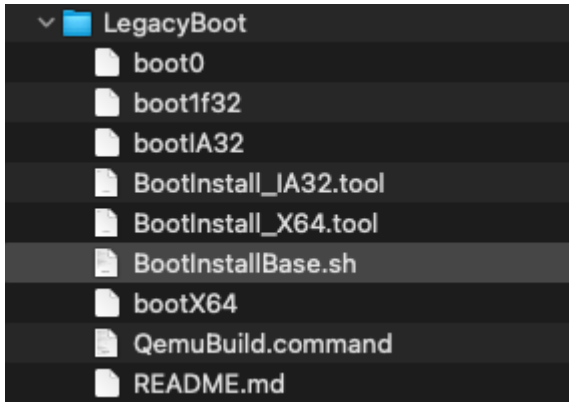 LegacyBoot
boot0
boot1f32
bootIA32
BootInstall_IA32.tool
BootInstall_X64.tool
BootInstallBase.sh
bootX64
QemuBuild.command
README.md